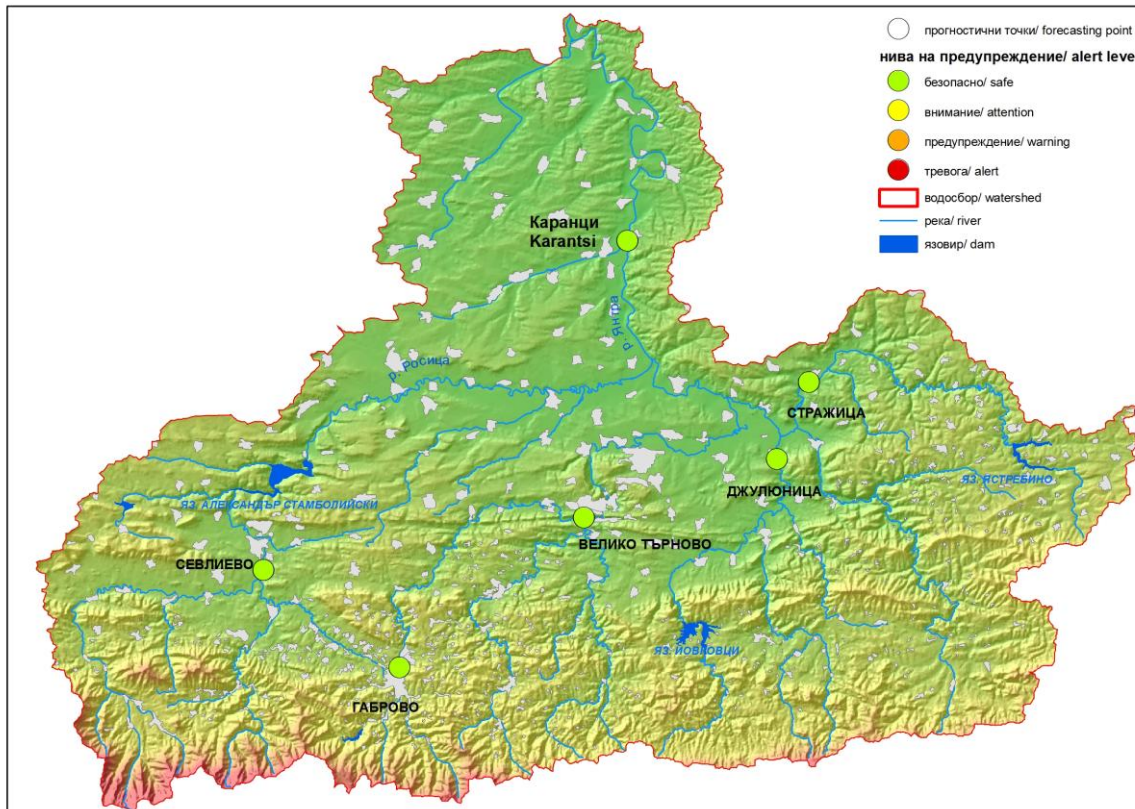 прогностични точки/ forecasting point
нива на предупреждение/ alert leve
безопасно/ safe
внимание/ attention
предупреждение/ warning
тревога/ alert
водосбор/ watershed
река/ river
язовир/ dam
Каранци
Karantsi
р. Янтра
р. Росица
СТРАЖИЦА
ДЖУЛЮНИЦА
ЯЗ. ЯСТРЕБИНО
ЯЗ. АЛЕКСАНДЪР СТАМБОЛИЙСКИ
ВЕЛИКО ТЪРНОВО
СЕВЛИЕВО
ЯЗ. ЙОВКОВЦИ
ГАБРОВО